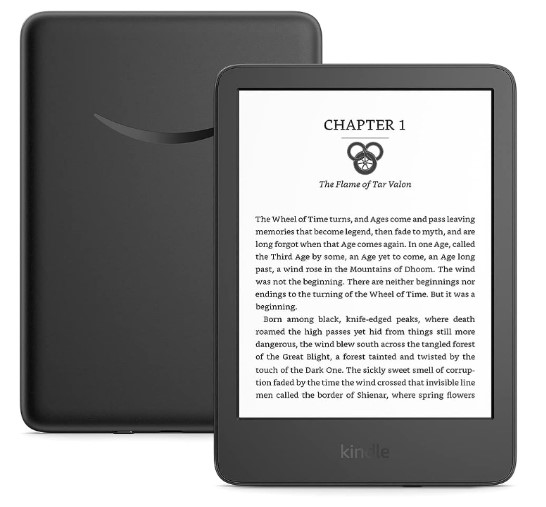 CHAPTER 1
The Flame of Tar Valon
The Wheel of Time turns, and Ages come and pass leaving
memories that become legend, then fade to myth, and are
long forgot when that Age comes again. In one Age, called
the Third Age by some, an Age yet to come, an Age long
past, a wind rose in the Mountains of Dhoom. The wind
was not the beginning. There are neither beginnings nor
endings to the turning of the Wheel of Time. But it was a
beginning.
Born among black, knife-edged peaks, where death
roamed the high passes yet hid from things still more
dangerous, the wind blew south across the tangled forest
of the Great Blight, a forest tainted and twisted by the
touch of the Dark One. The sickly sweet smell of corrup-
tion faded by the time the wind crossed that invisible line
men called the border of Shienar, where spring flowers
kindle